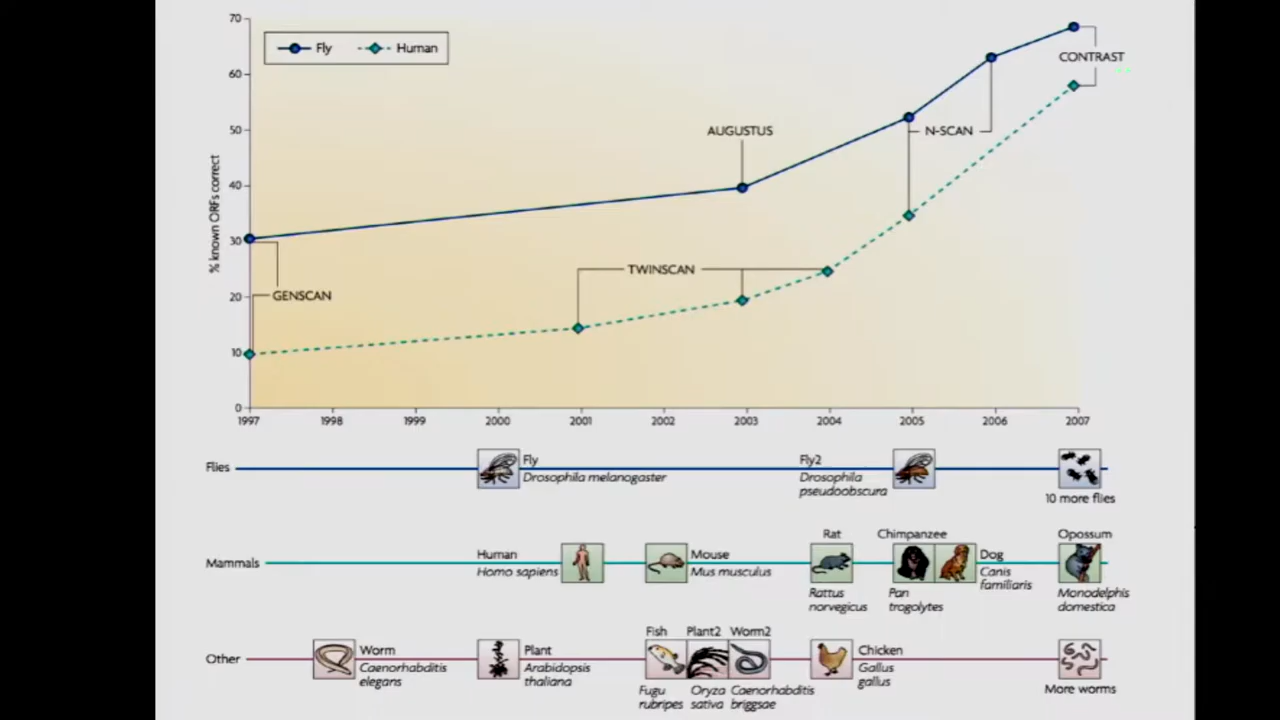 70
Fly
Human
60
50
40
30
20
10
0
% known ORFs correct
CONTRAST
AUGUSTUS
N-SCAN
TWINSCAN
GENSCAN
1997 1998 1999 2000 2001 2002 2003 2004 2005 2006 2007
Flies
Fly
Drosophila melanogaster
Fly2
Drosophila
pseudoobscura
10 more flies
Mammals
Human
Homo sapiens
Mouse
Mus musculus
Rat
Rattus
norvegicus
Chimpanzee
Pan
trogolytes
Dog
Canis
familiaris
Opossum
Monodelphis
domestica
Other
Worm
Caenorhabditis
elegans
Plant
Arabidopsis
thaliana
Fish
Fugu
rubripes
Plant2
Oryza
sativa
Worm2
Caenorhabditis
briggsae
Chicken
Gallus
gallus
More worms